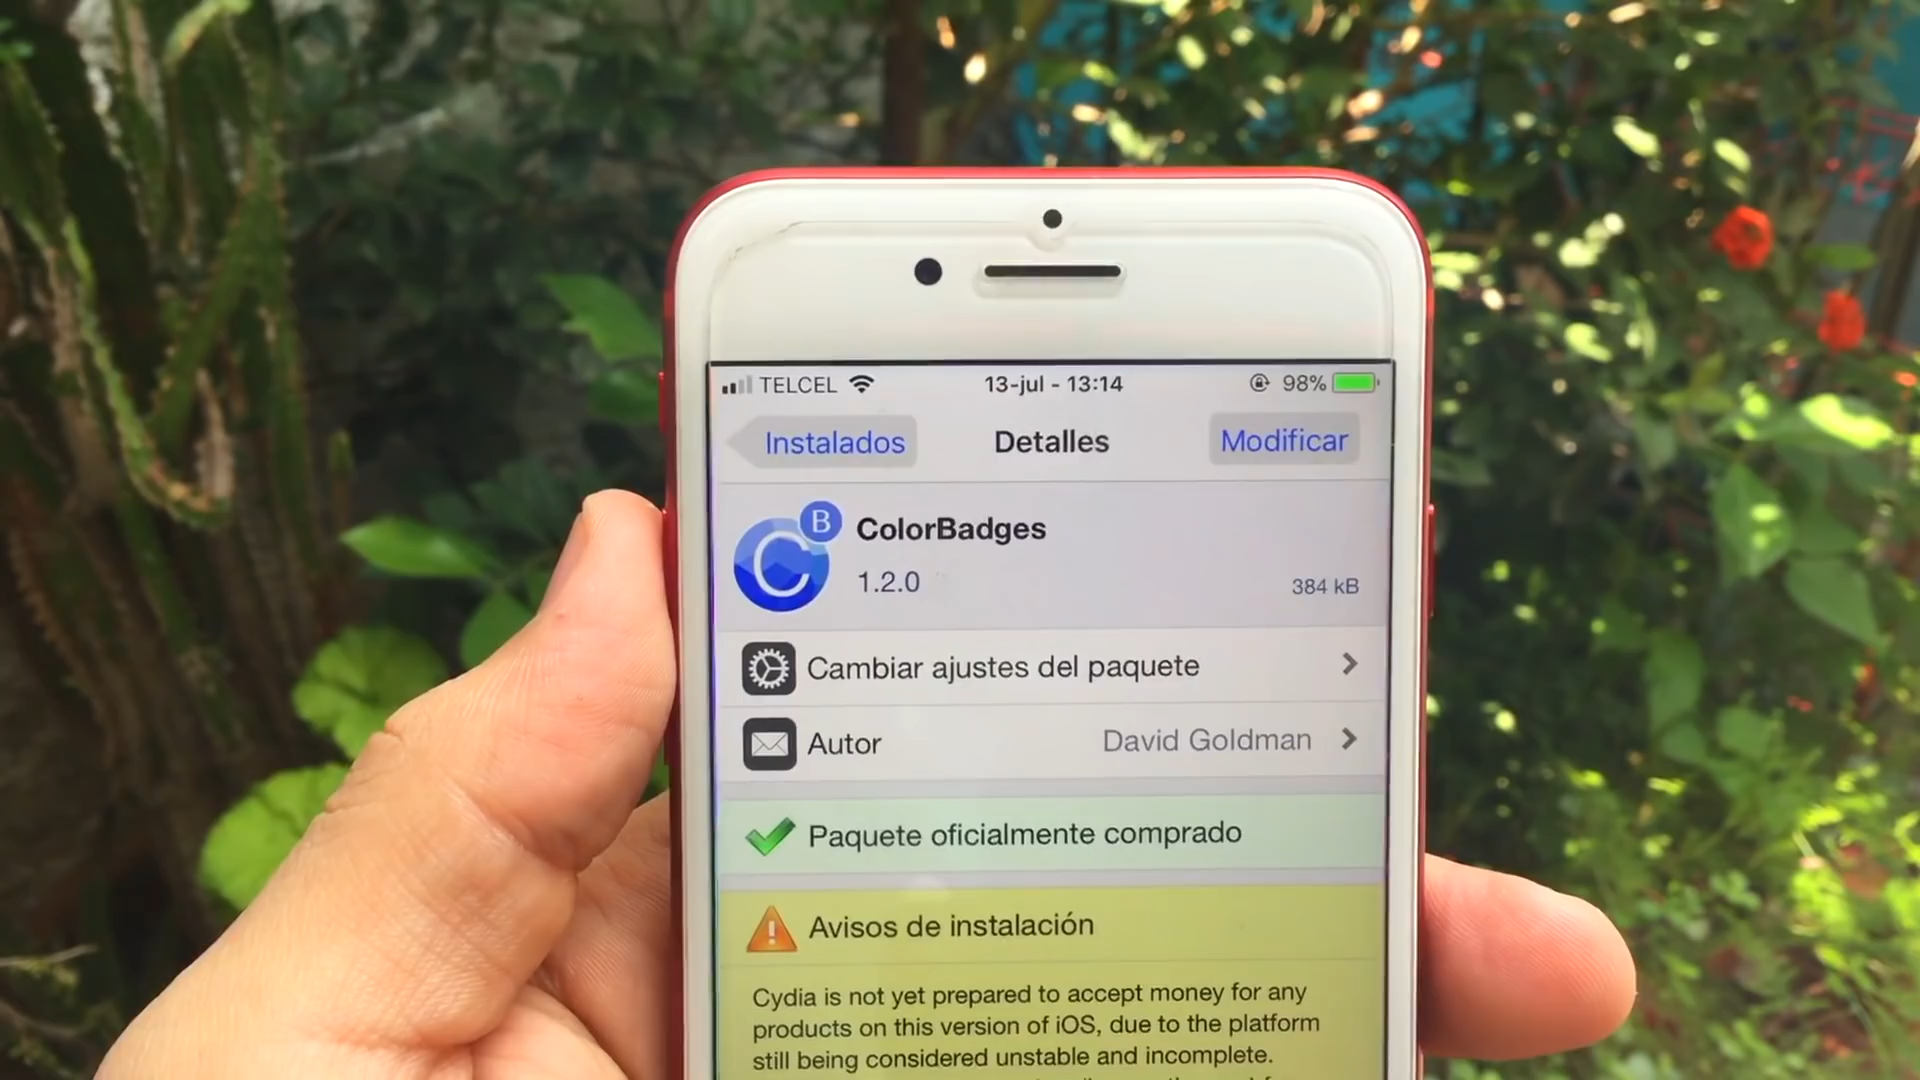 TELCEL 13-jul - 13:14 98%
Instalados Detalles Modificar
C B
ColorBadges
1.2.0 384 kB
Cambiar ajustes del paquete
Autor David Goldman
Paquete oficialmente comprado
Avisos de instalación
Cydia is not yet prepared to accept money for any
products on this version of iOS, due to the platform
still being considered unstable and incomplete.